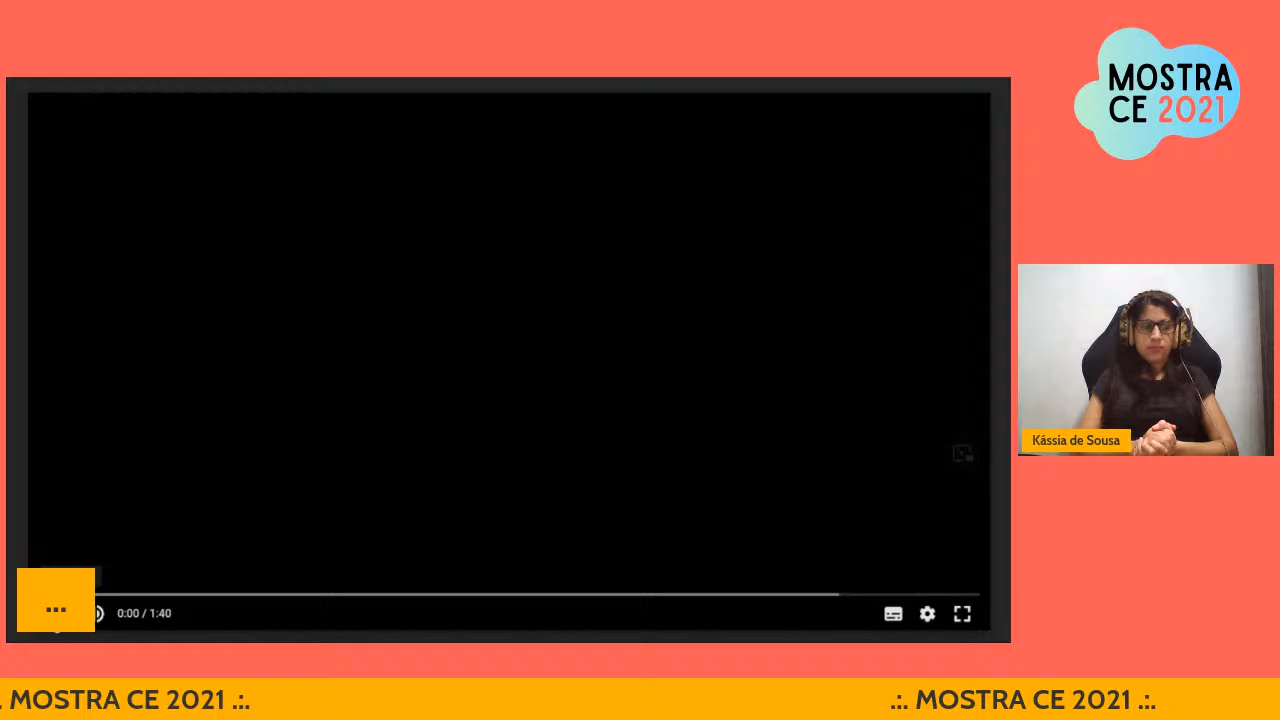 MOSTRA
CE 2021
Kássia de Sousa
...
0:00 / 1:40
. MOSTRA CE 2021 .:.
.:. MOSTRA CE 2021 .:.